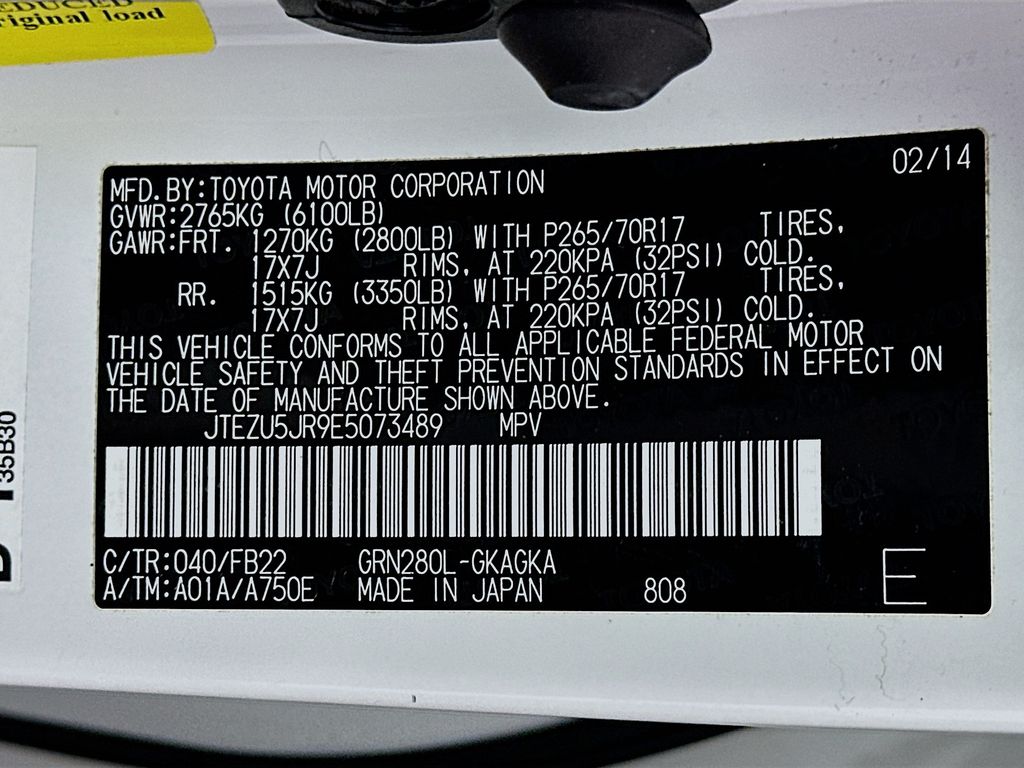 EDUCED
riginal load
02/14
MFD.BY:TOYOTA MOTOR CORPORATION
GVWR:2765KG (6100LB)
GAWR:FRT. 1270KG (2800LB) WITH P265/70R17 TIRES,
17X7J RIMS, AT 220KPA (32PSI) COLD.
RR. 1515KG (3350LB) WITH P265/70R17 TIRES,
17X7J RIMS, AT 220KPA (32PSI) COLD.
THIS VEHICLE CONFORMS TO ALL APPLICABLE FEDERAL MOTOR
VEHICLE SAFETY AND THEFT PREVENTION STANDARDS IN EFFECT ON
THE DATE OF MANUFACTURE SHOWN ABOVE.
JTEZU5JR9E5073489 MPV
C/TR:040/FB22 GRN280L-GKAGKA
A/TM:A01A/A750E MADE IN JAPAN 808 E
35B30